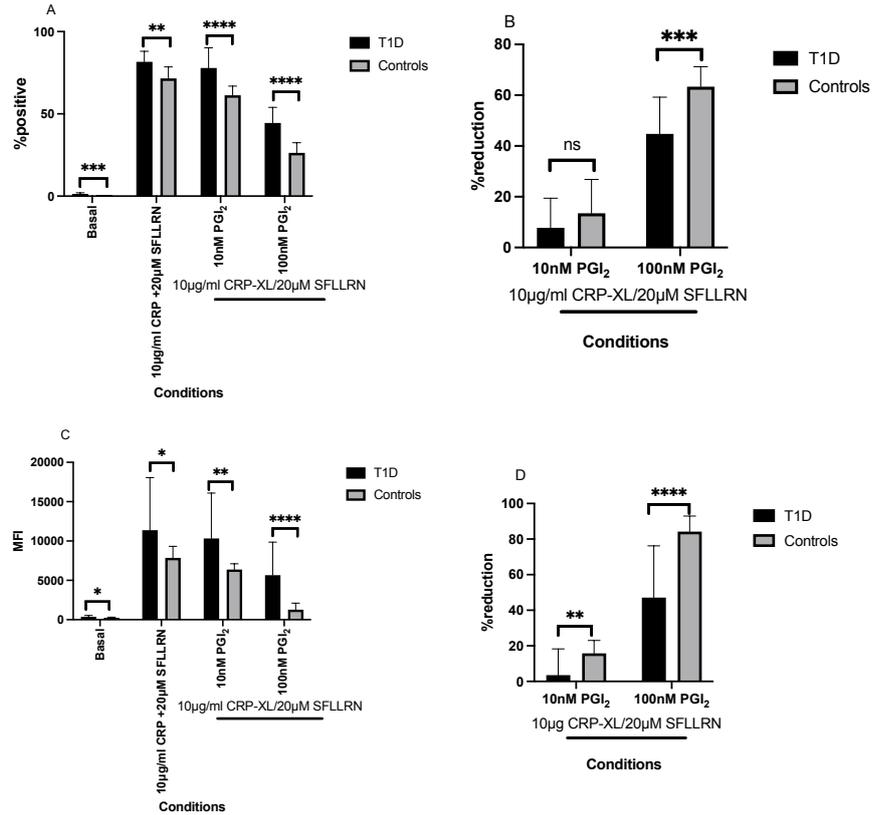 A
%positive
100
50
0
***
**
****
****
T1D
Controls
Basal
10µg/ml CRP +20µM SFLLRN
10nM PGI₂
100nM PGI₂
10µg/ml CRP-XL/20µM SFLLRN
Conditions
B
%reduction
80
60
40
20
0
ns
***
T1D
Controls
10nM PGI₂
100nM PGI₂
10µg/ml CRP-XL/20µM SFLLRN
Conditions
C
MFI
20000
15000
10000
5000
0
*
*
**
****
T1D
Controls
Basal
10µg/ml CRP +20µM SFLLRN
10nM PGI₂
100nM PGI₂
10µg/ml CRP-XL/20µM SFLLRN
Conditions
D
%reduction
100
80
60
40
20
0
**
****
T1D
Controls
10nM PGI₂
100nM PGI₂
10µg CRP-XL/20µM SFLLRN
Conditions